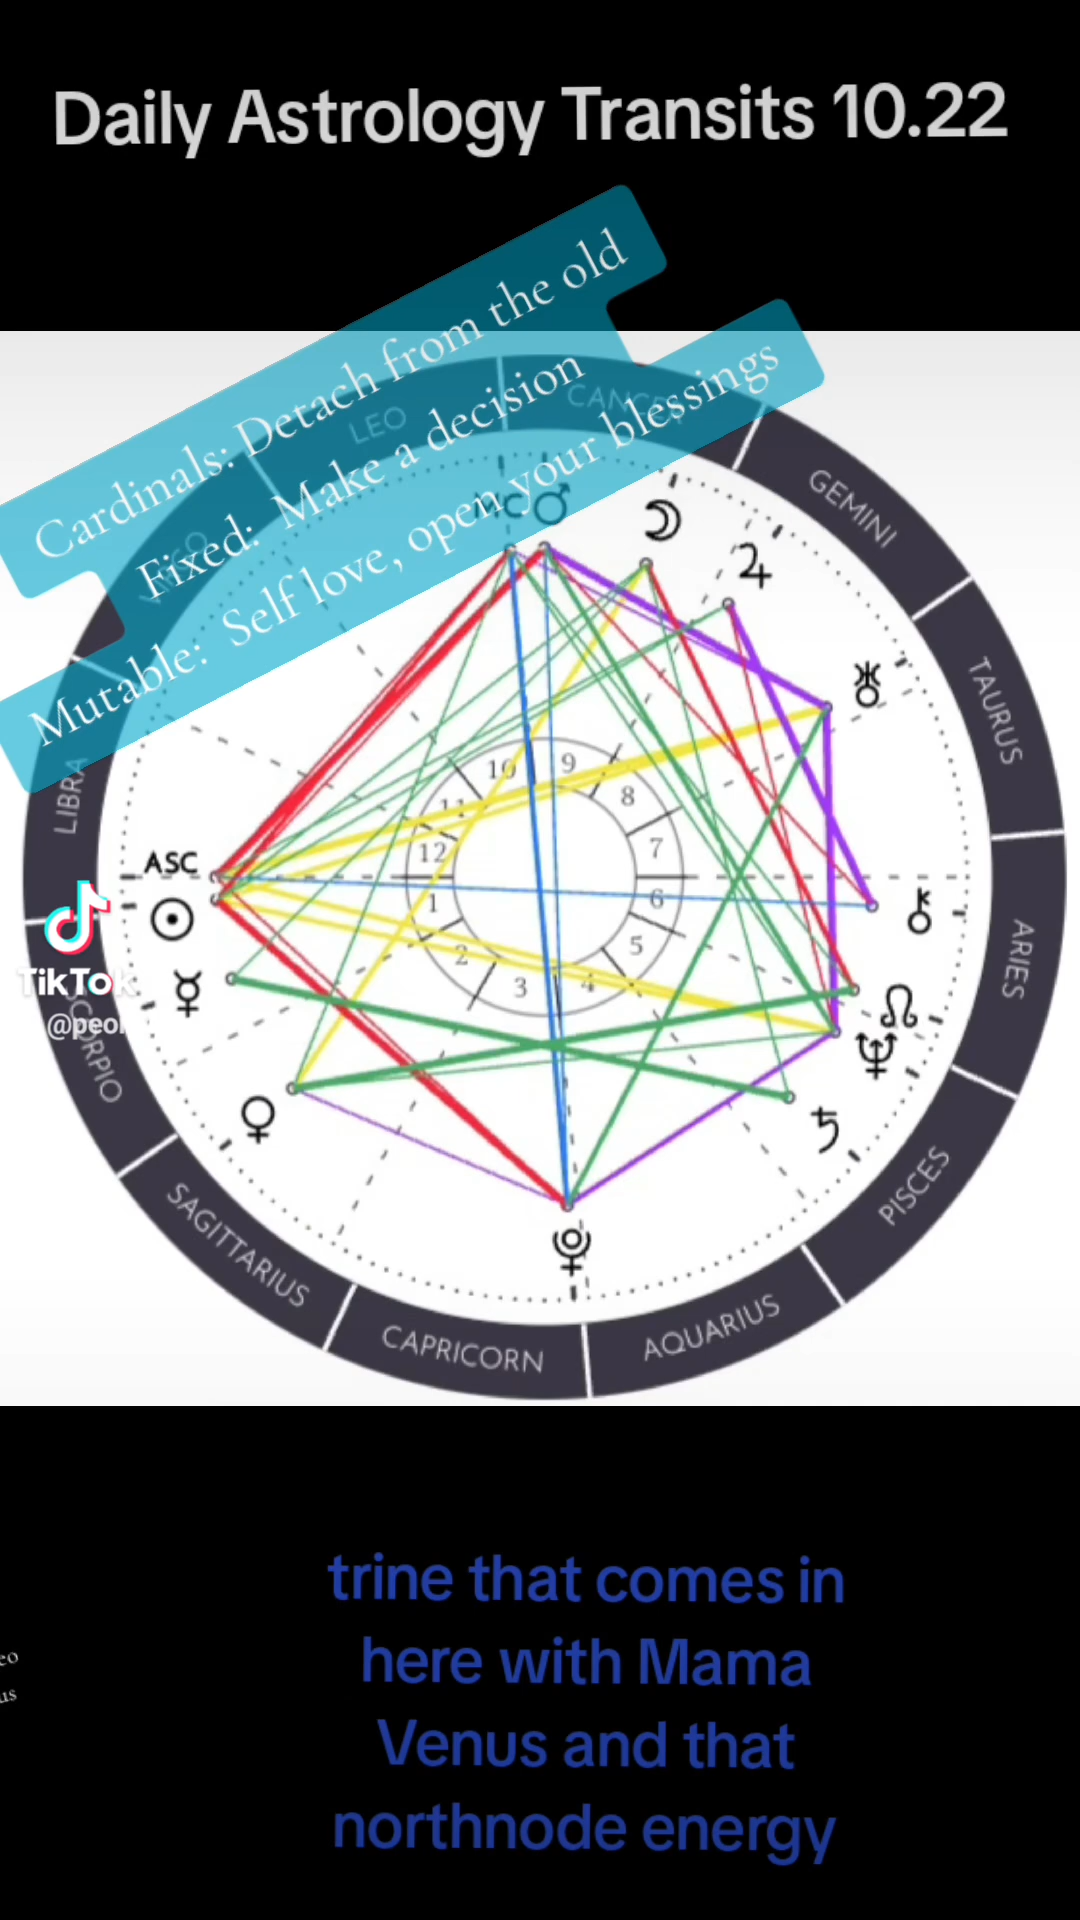 Daily Astrology Transits 10.22
Cardinals: Detach from the old
Fixed: Make a decision
Mutable: Self love, open your blessings
LEO
CANCER
GEMINI
TAURUS
ARIES
PISCES
AQUARIUS
CAPRICORN
SAGITTARIUS
SCORPIO
LIBRA
MC
ASC
10
9
8
7
6
5
4
3
2
1
12
11
TikTok
@peo
trine that comes in
here with Mama
Venus and that
northnode energy
eo
us